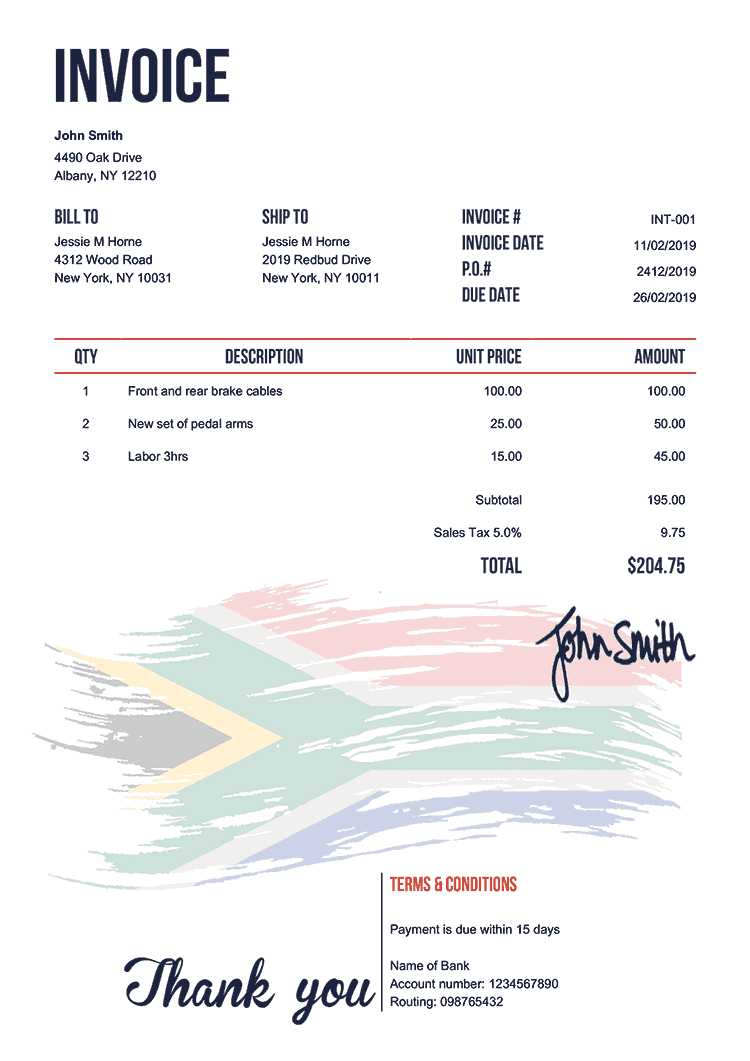 INVOICE
John Smith
4490 Oak Drive
Albany, NY 12210
BILL TO
Jessie M Horne
4312 Wood Road
New York, NY 10031
SHIP TO
Jessie M Horne
2019 Redbud Drive
New York, NY 10011
INVOICE # INT-001
INVOICE DATE 11/02/2019
P.O.# 2412/2019
DUE DATE 26/02/2019
QTY DESCRIPTION UNIT PRICE AMOUNT
1 Front and rear brake cables 100.00 100.00
2 New set of pedal arms 25.00 50.00
3 Labor 3hrs 15.00 45.00
Subtotal 195.00
Sales Tax 5.0% 9.75
TOTAL $204.75
John Smith
TERMS & CONDITIONS
Payment is due within 15 days
Name of Bank
Account number: 1234567890
Routing: 098765432
Thank you